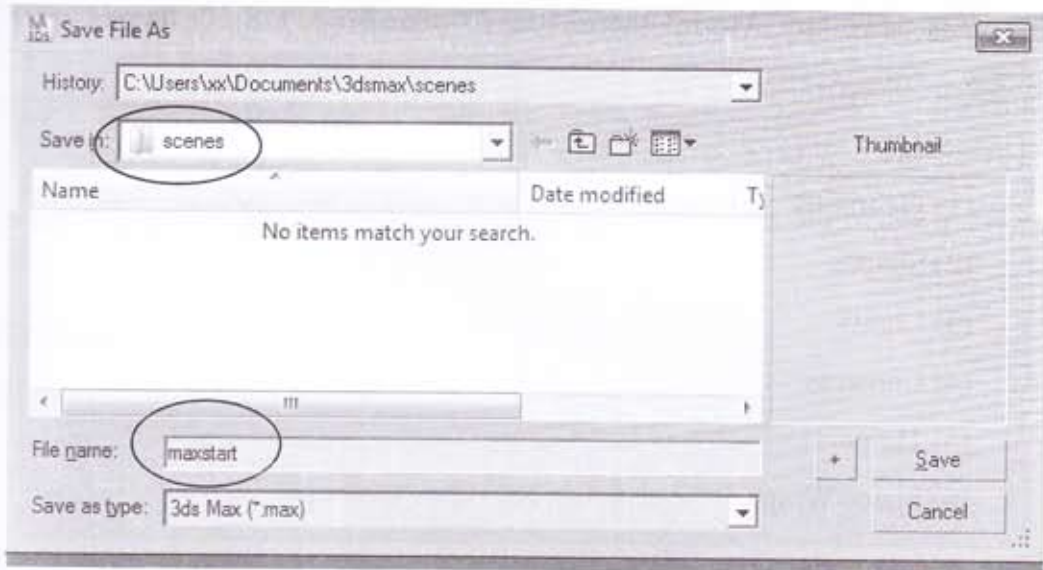 Save File As
History: C:\Users\xx\Documents\3dsmax\scenes
Save in: scenes
Thumbnail
Name Date modified Ty
No items match your search.
File name: maxstart
+ Save
Save as type: 3ds Max (*.max)
Cancel